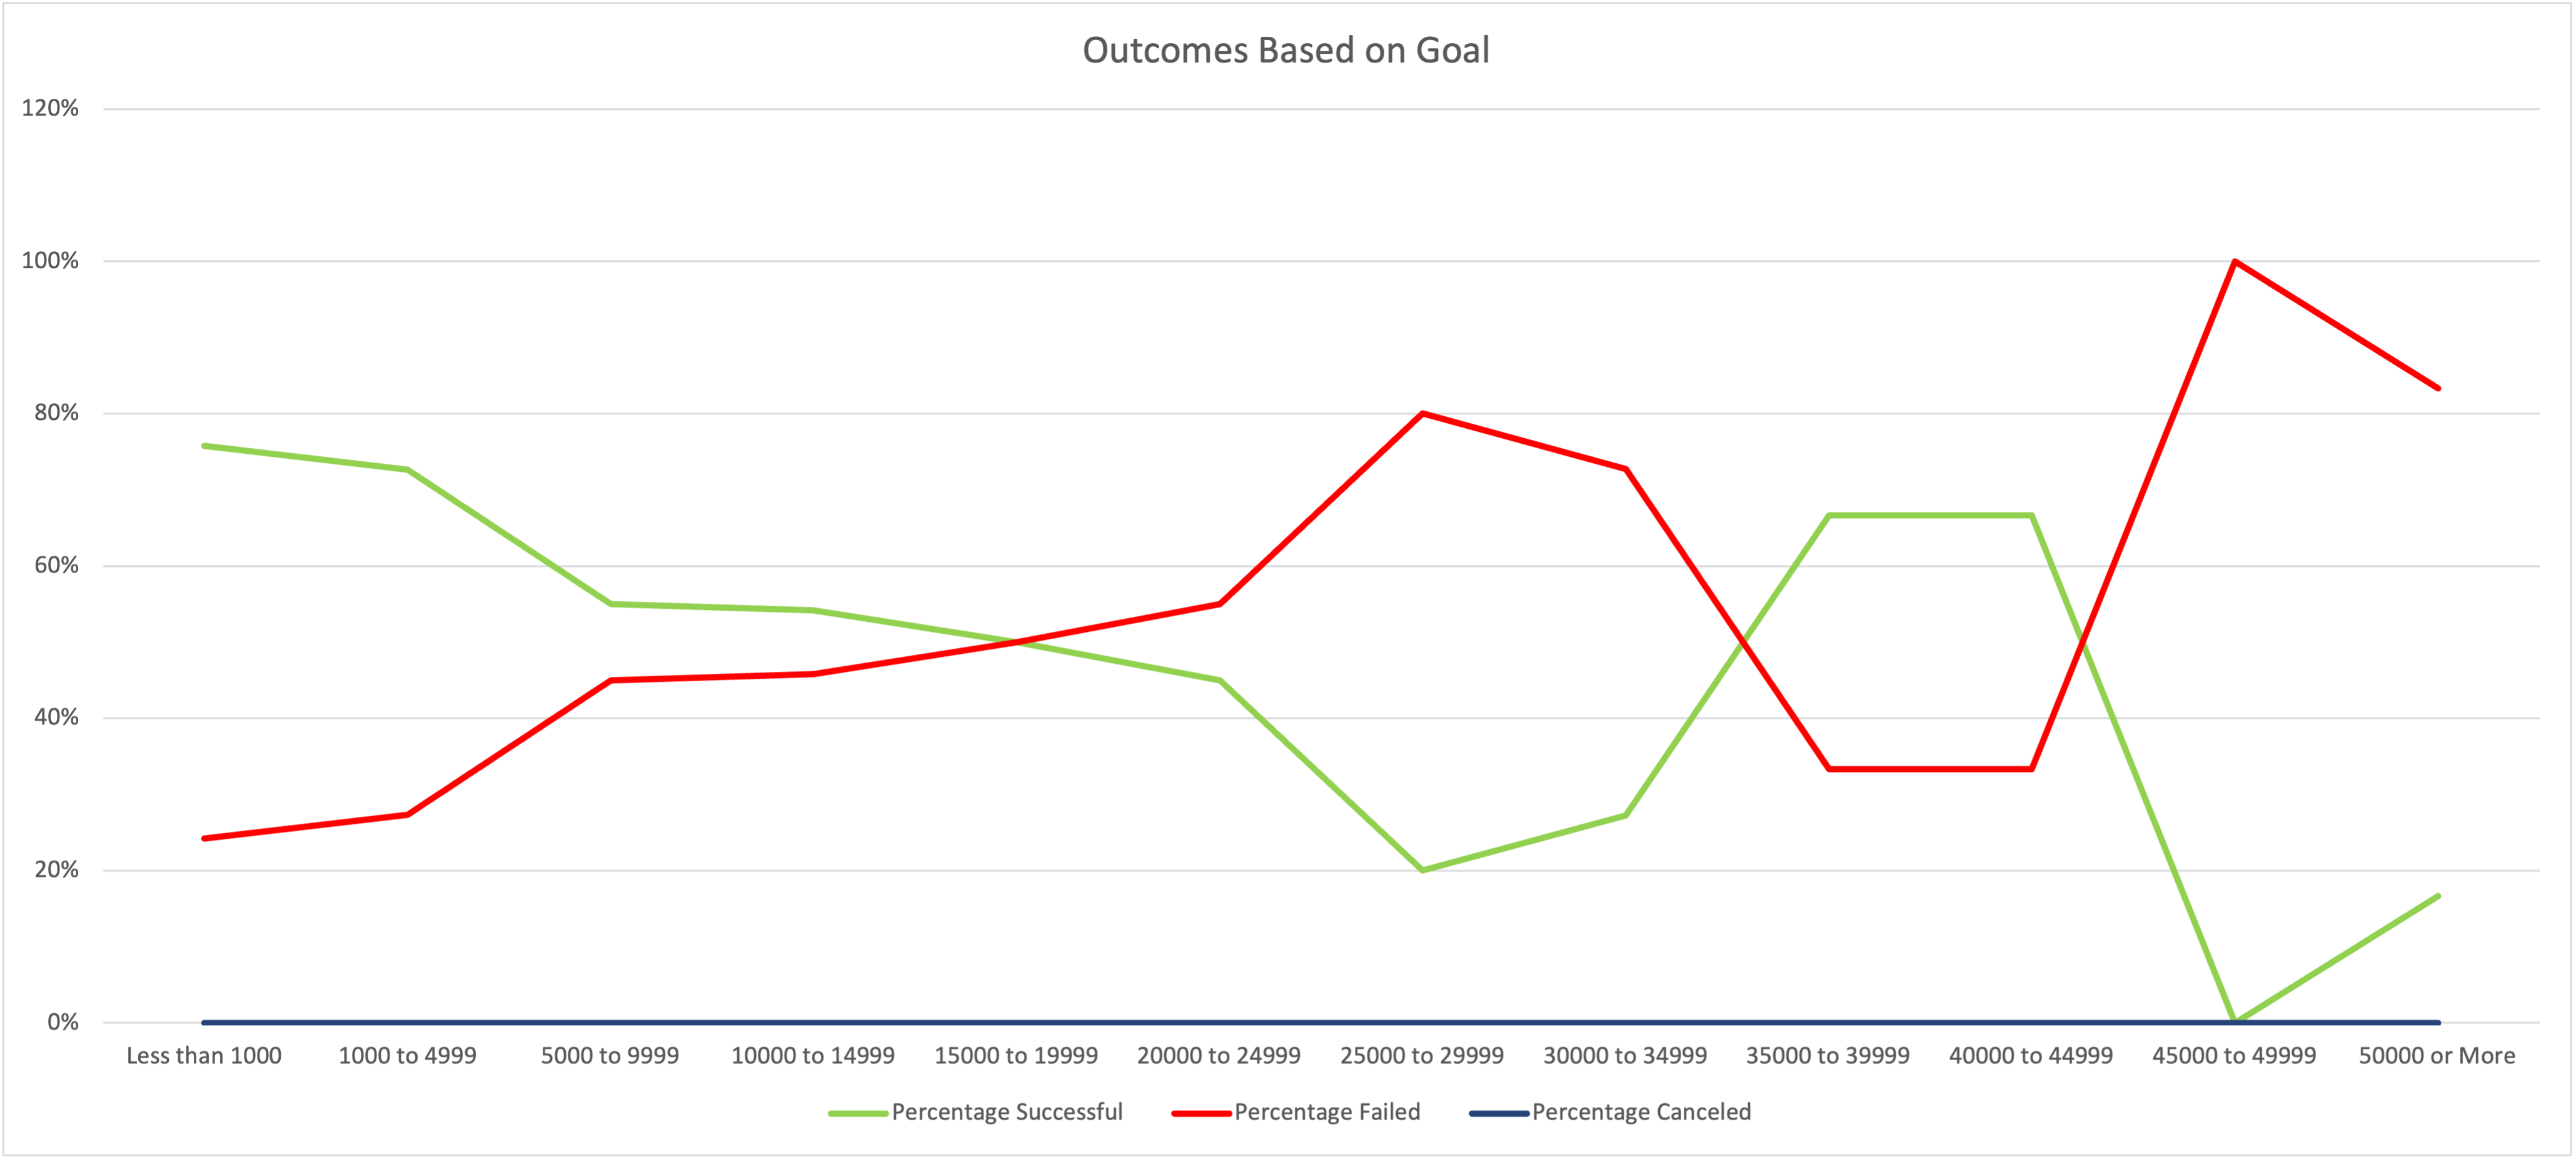 Outcomes Based on Goal
120%
100%
80%
60%
40%
20%
0%
Less than 1000 1000 to 4999 5000 to 9999 10000 to 14999 15000 to 19999 20000 to 24999 25000 to 29999 30000 to 34999 35000 to 39999 40000 to 44999 45000 to 49999 50000 or More
Percentage Successful Percentage Failed Percentage Canceled